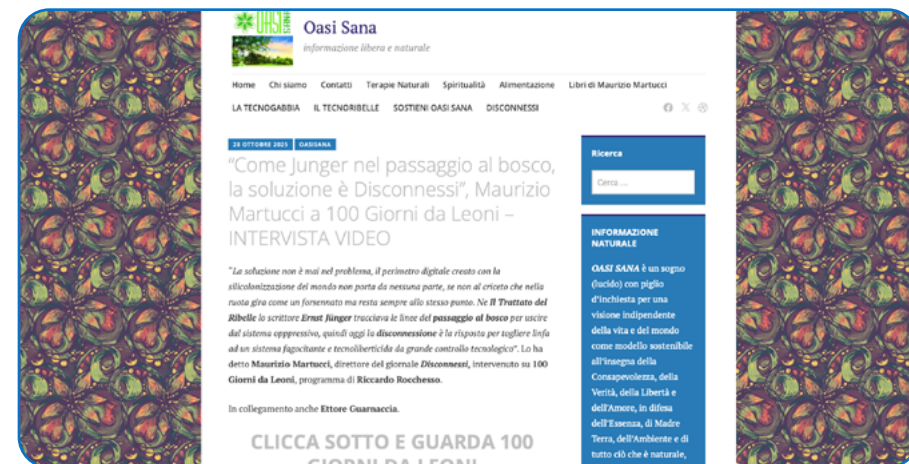 OASI
SANA
Oasi Sana
informazione libera e naturale
Home Chi siamo Contatti Terapie Naturali Spiritualità Alimentazione Libri di Maurizio Martucci
LA TECNOGABBIA IL TECNORIBELLE SOSTIENI OASI SANA DISCONNESSI
28 OTTOBRE 2025 OASISANA
“Come Junger nel passaggio al bosco,
la soluzione è Disconnessi”, Maurizio
Martucci a 100 Giorni da Leoni –
INTERVISTA VIDEO
“La soluzione non è mai nel problema, il perimetro digitale creato con la
silicolonizzazione del mondo non porta da nessuna parte, se non al criceto che nella
ruota gira come un forsennato ma resta sempre allo stesso punto. Ne Il Trattato del
Ribelle lo scrittore Ernst Jünger tracciava le linee del passaggio al bosco per uscire
dal sistema opppressivo, quindi oggi la disconnessione è la risposta per togliere linfa
ad un sistema fagocitante e tecnoliberticida da grande controllo tecnologico”. Lo ha
detto Maurizio Martucci, direttore del giornale Disconnessi, intervenuto su 100
Giorni da Leoni, programma di Riccardo Rocchesso.
In collegamento anche Ettore Guarnaccia.
CLICCA SOTTO E GUARDA 100
GIORNI DA LEONI
Ricerca
Cerca …
INFORMAZIONE
NATURALE
OASI SANA è un sogno
(lucido) con piglio
d’inchiesta per una
visione indipendente
della vita e del mondo
come modello sostenibile
all’insegna della
Consapevolezza, della
Verità, della Libertà e
dell’Amore, in difesa
dell’Essenza, di Madre
Terra, dell’Ambiente e di
tutto ciò che è naturale,